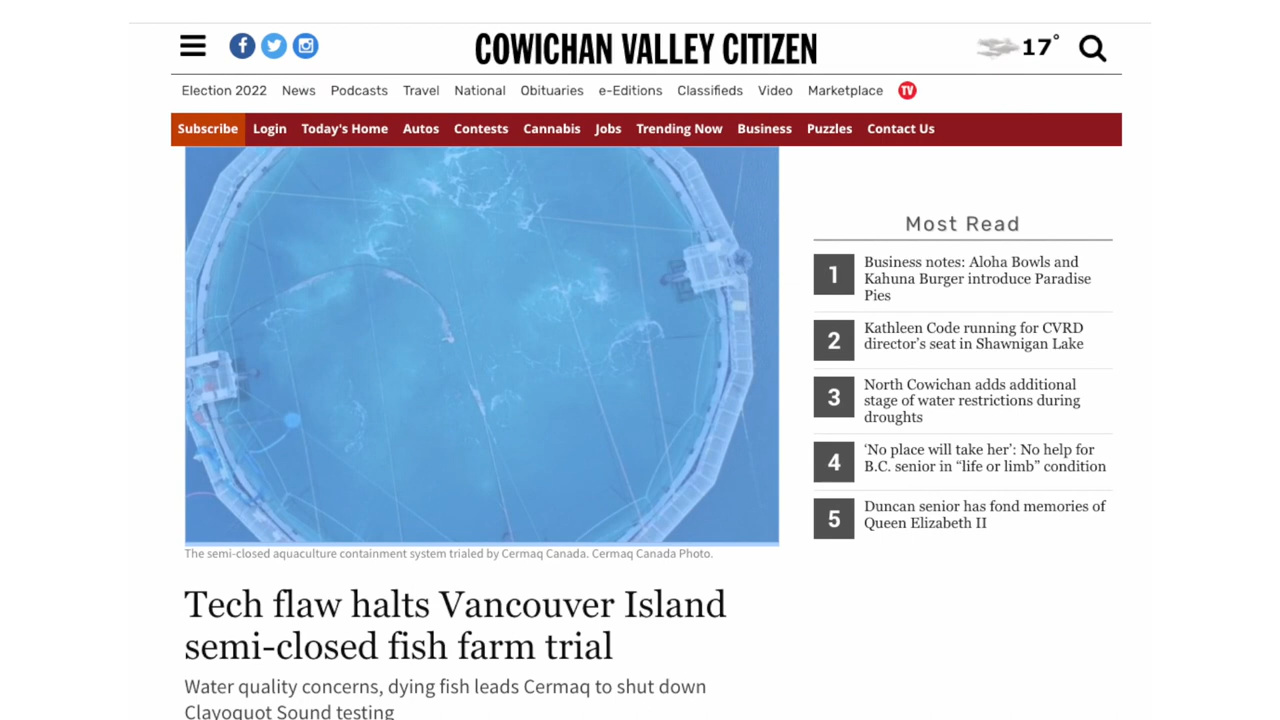 COWICHAN VALLEY CITIZEN
17°
Election 2022 News Podcasts Travel National Obituaries e-Editions Classifieds Video Marketplace TV
Subscribe Login Today's Home Autos Contests Cannabis Jobs Trending Now Business Puzzles Contact Us
The semi-closed aquaculture containment system trialed by Cermaq Canada. Cermaq Canada Photo.
Tech flaw halts Vancouver Island
semi-closed fish farm trial
Water quality concerns, dying fish leads Cermaq to shut down
Clayoquot Sound testing
Most Read
1
Business notes: Aloha Bowls and
Kahuna Burger introduce Paradise
Pies
2
Kathleen Code running for CVRD
director’s seat in Shawnigan Lake
3
North Cowichan adds additional
stage of water restrictions during
droughts
4
‘No place will take her’: No help for
B.C. senior in “life or limb” condition
5
Duncan senior has fond memories of
Queen Elizabeth II